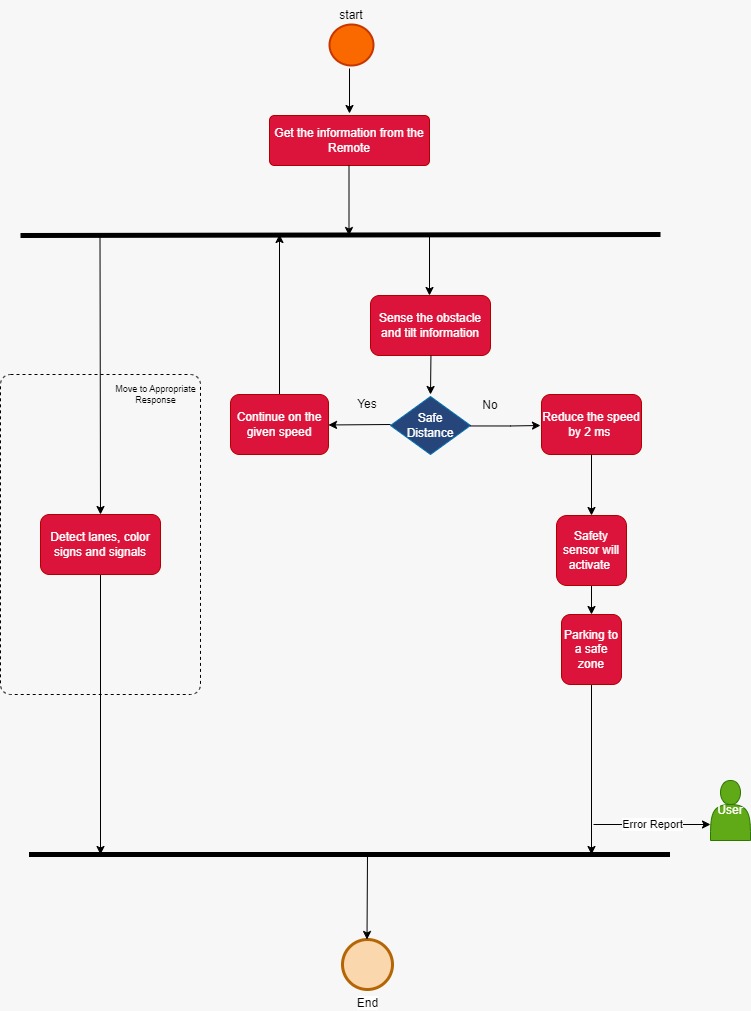 start
Get the information from the
Remote
Sense the obstacle
and tilt information
Move to Appropriate
Response
Continue on the
given speed
Yes
Safe
Distance
No
Reduce the speed
by 2 ms
Detect lanes, color
signs and signals
Safety
sensor will
activate
Parking to
a safe
zone
User
Error Report
End